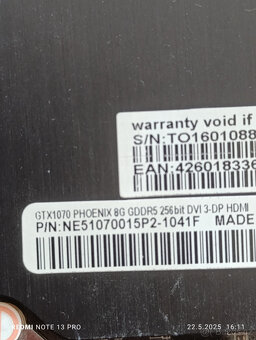 warranty void if
S/N:TO1601088
EAN:426018336
GTX1070 PHOENIX 8G GDDR5 256bit DVI 3-DP HDMI
P/N:NE51070015P2-1041F MADE
REDMI NOTE 13 PRO
22.5.2025 16:11